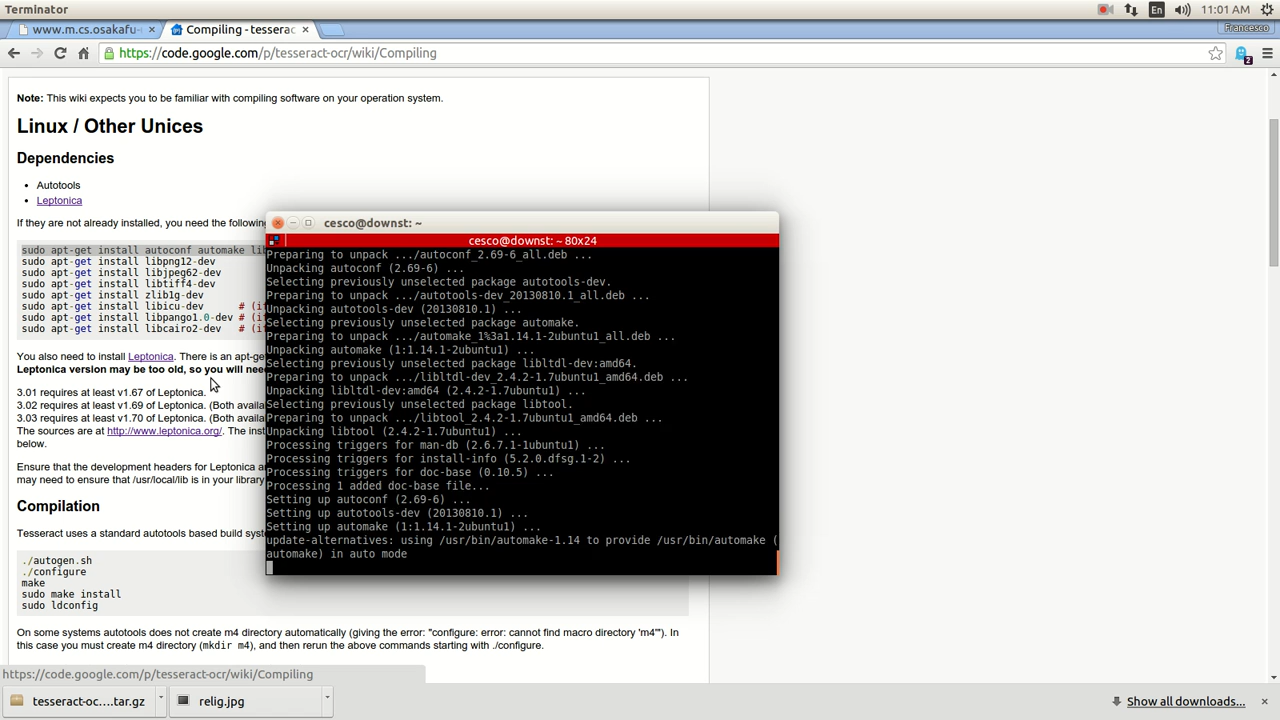 Terminator
En
11:01 AM
www.m.cs.osakafu-
Compiling - tesserac
Francesco
https://code.google.com/p/tesseract-ocr/wiki/Compiling
2
Note: This wiki expects you to be familiar with compiling software on your operation system.
Linux / Other Unices
Dependencies
Autotools
Leptonica
If they are not already installed, you need the following
sudo apt-get install autoconf automake lib
sudo apt-get install libpng12-dev
sudo apt-get install libjpeg62-dev
sudo apt-get install libtiff4-dev
sudo apt-get install zlib1g-dev
sudo apt-get install libicu-dev # (if
sudo apt-get install libpango1.0-dev # (if
sudo apt-get install libcairo2-dev # (if
You also need to install Leptonica. There is an apt-ge
Leptonica version may be too old, so you will need
3.01 requires at least v1.67 of Leptonica.
3.02 requires at least v1.69 of Leptonica. (Both availa
3.03 requires at least v1.70 of Leptonica. (Both availa
The sources are at http://www.leptonica.org/. The inst
below.
Ensure that the development headers for Leptonica ar
may need to ensure that /usr/local/lib is in your library
Compilation
Tesseract uses a standard autotools based build syste
./autogen.sh
./configure
make
sudo make install
sudo ldconfig
On some systems autotools does not create m4 directory automatically (giving the error: "configure: error: cannot find macro directory 'm4'"). In
this case you must create m4 directory (mkdir m4), and then rerun the above commands starting with ./configure.
cesco@downst: ~
cesco@downst: ~ 80x24
Preparing to unpack .../autoconf_2.69-6_all.deb ...
Unpacking autoconf (2.69-6) ...
Selecting previously unselected package autotools-dev.
Preparing to unpack .../autotools-dev_20130810.1_all.deb ...
Unpacking autotools-dev (20130810.1) ...
Selecting previously unselected package automake.
Preparing to unpack .../automake_1%3a1.14.1-2ubuntu1_all.deb ...
Unpacking automake (1:1.14.1-2ubuntu1) ...
Selecting previously unselected package libltdl-dev:amd64.
Preparing to unpack .../libltdl-dev_2.4.2-1.7ubuntu1_amd64.deb ...
Unpacking libltdl-dev:amd64 (2.4.2-1.7ubuntu1) ...
Selecting previously unselected package libtool.
Preparing to unpack .../libtool_2.4.2-1.7ubuntu1_amd64.deb ...
Unpacking libtool (2.4.2-1.7ubuntu1) ...
Processing triggers for man-db (2.6.7.1-1ubuntu1) ...
Processing triggers for install-info (5.2.0.dfsg.1-2) ...
Processing triggers for doc-base (0.10.5) ...
Processing 1 added doc-base file...
Setting up autoconf (2.69-6) ...
Setting up autotools-dev (20130810.1) ...
Setting up automake (1:1.14.1-2ubuntu1) ...
update-alternatives: using /usr/bin/automake-1.14 to provide /usr/bin/automake (
automake) in auto mode
https://code.google.com/p/tesseract-ocr/wiki/Compiling
tesseract-oc....tar.gz
relig.jpg
Show all downloads...